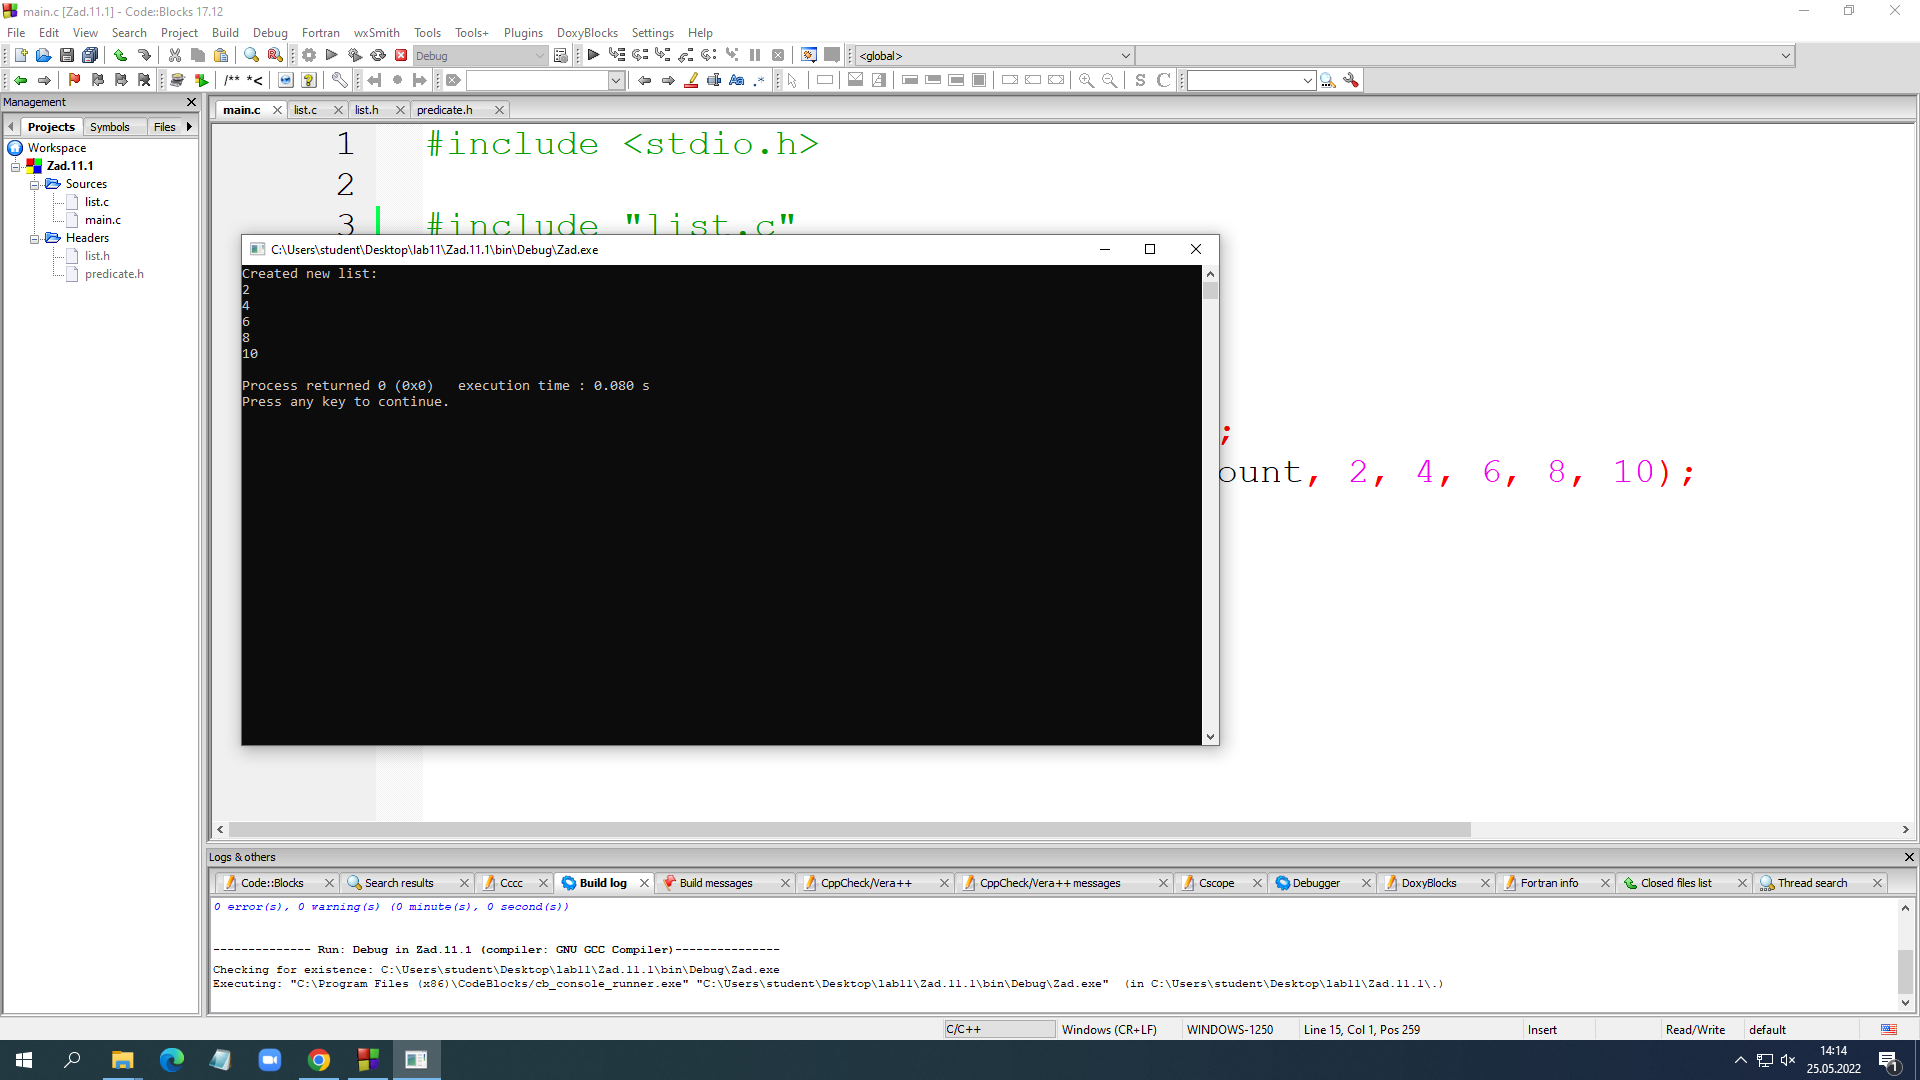 main.c [Zad.11.1] - Code::Blocks 17.12
File Edit View Search Project Build Debug Fortran wxSmith Tools Tools+ Plugins DoxyBlocks Settings Help
Debug
<global>
/** *<
Aa .*
S C
Management
main.c list.c list.h predicate.h
Projects Symbols Files
Workspace
Zad.11.1
Sources
list.c
main.c
Headers
list.h
predicate.h
1 #include <stdio.h>
2
3 #include "list.c"
C:\Users\student\Desktop\lab11\Zad.11.1\bin\Debug\Zad.exe
Created new list:
2
4
6
8
10
Process returned 0 (0x0)   execution time : 0.080 s
Press any key to continue.
;
ount, 2, 4, 6, 8, 10);
Logs & others
Code::Blocks Search results Cccc Build log Build messages CppCheck/Vera++ CppCheck/Vera++ messages Cscope Debugger DoxyBlocks Fortran info Closed files list Thread search
0 error(s), 0 warning(s) (0 minute(s), 0 second(s))
-------------- Run: Debug in Zad.11.1 (compiler: GNU GCC Compiler)---------------
Checking for existence: C:\Users\student\Desktop\lab11\Zad.11.1\bin\Debug\Zad.exe
Executing: "C:\Program Files (x86)\CodeBlocks/cb_console_runner.exe" "C:\Users\student\Desktop\lab11\Zad.11.1\bin\Debug\Zad.exe"  (in C:\Users\student\Desktop\lab11\Zad.11.1\.)
C/C++ Windows (CR+LF) WINDOWS-1250 Line 15, Col 1, Pos 259 Insert Read/Write default
14:14
25.05.2022
1